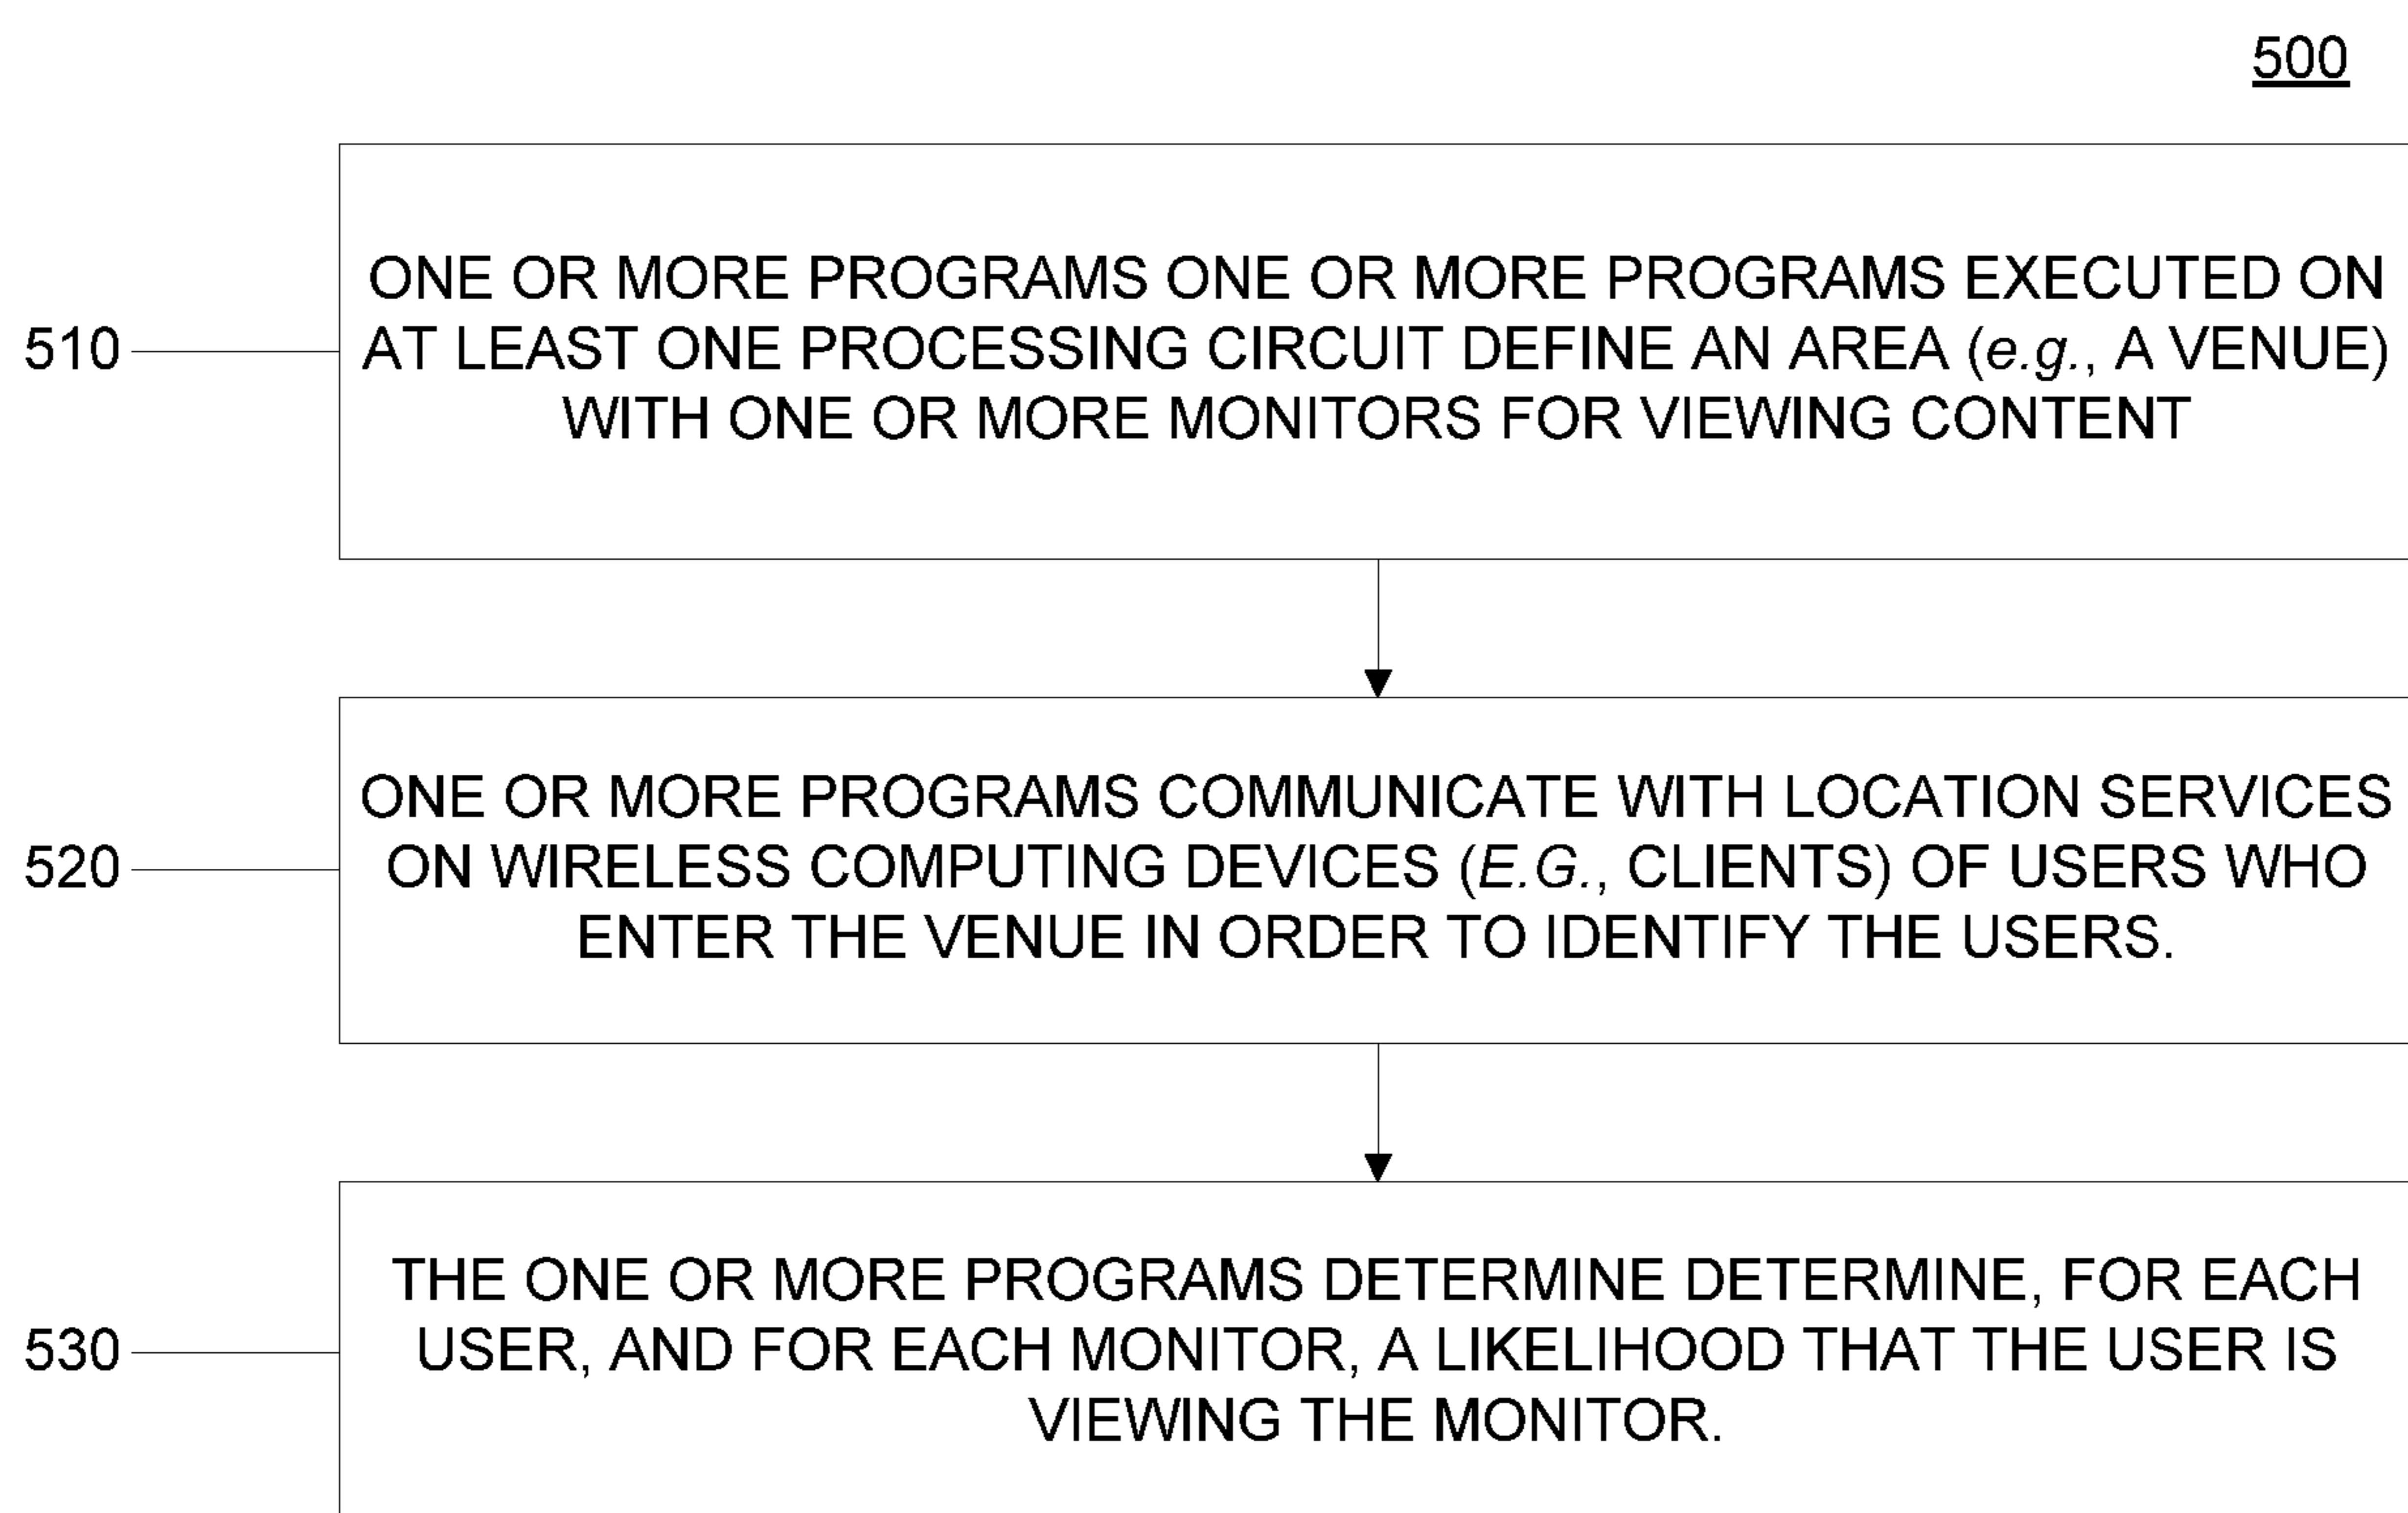 500
510
ONE OR MORE PROGRAMS ONE OR MORE PROGRAMS EXECUTED ON
AT LEAST ONE PROCESSING CIRCUIT DEFINE AN AREA (e.g., A VENUE)
WITH ONE OR MORE MONITORS FOR VIEWING CONTENT
520
ONE OR MORE PROGRAMS COMMUNICATE WITH LOCATION SERVICES
ON WIRELESS COMPUTING DEVICES (E.G., CLIENTS) OF USERS WHO
ENTER THE VENUE IN ORDER TO IDENTIFY THE USERS.
530
THE ONE OR MORE PROGRAMS DETERMINE DETERMINE, FOR EACH
USER, AND FOR EACH MONITOR, A LIKELIHOOD THAT THE USER IS
VIEWING THE MONITOR.